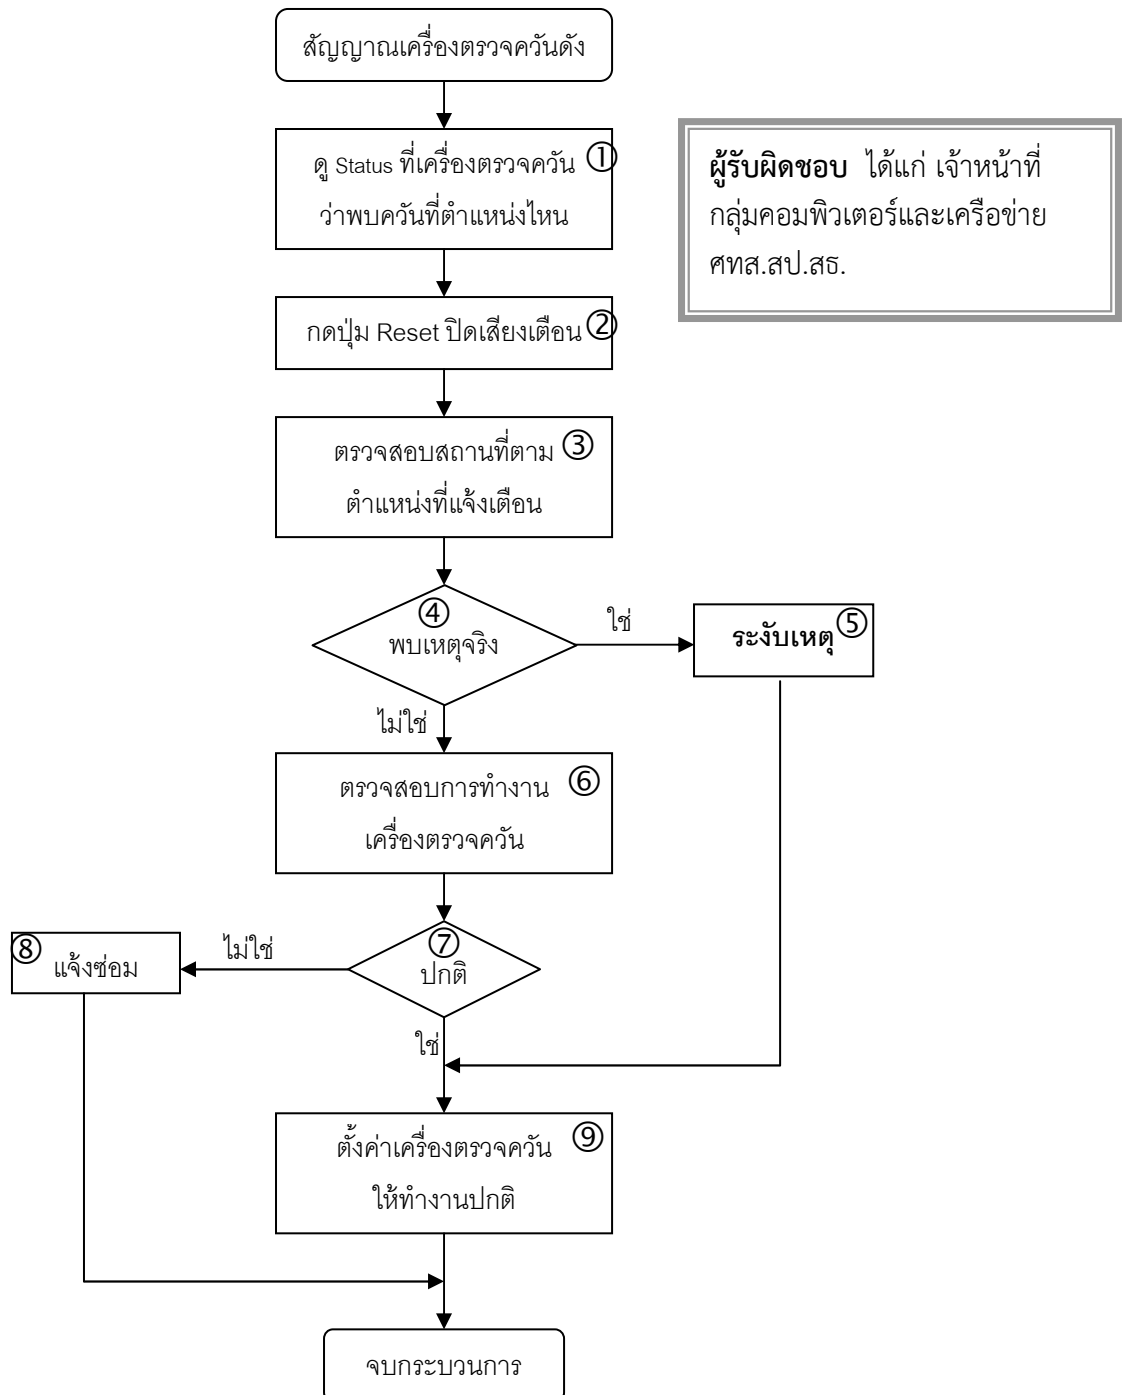 สัญญาณเครื่องตรวจควันดัง
ดู Status ที่เครื่องตรวจควัน ①
ว่าพบควันที่ตำแหน่งไหน
ผู้รับผิดชอบ ได้แก่ เจ้าหน้าที่
กลุ่มคอมพิวเตอร์และเครือข่าย
ศทส.สป.สธ.
กดปุ่ม Reset ปิดเสียงเตือน ②
ตรวจสอบสถานที่ตาม ③
ตำแหน่งที่แจ้งเตือน
④
พบเหตุจริง
ใช่
ระงับเหตุ ⑤
ไม่ใช่
ตรวจสอบการทำงาน ⑥
เครื่องตรวจควัน
⑦
ปกติ
ไม่ใช่
⑧
แจ้งซ่อม
ใช่
ตั้งค่าเครื่องตรวจควัน ⑨
ให้ทำงานปกติ
จบกระบวนการ